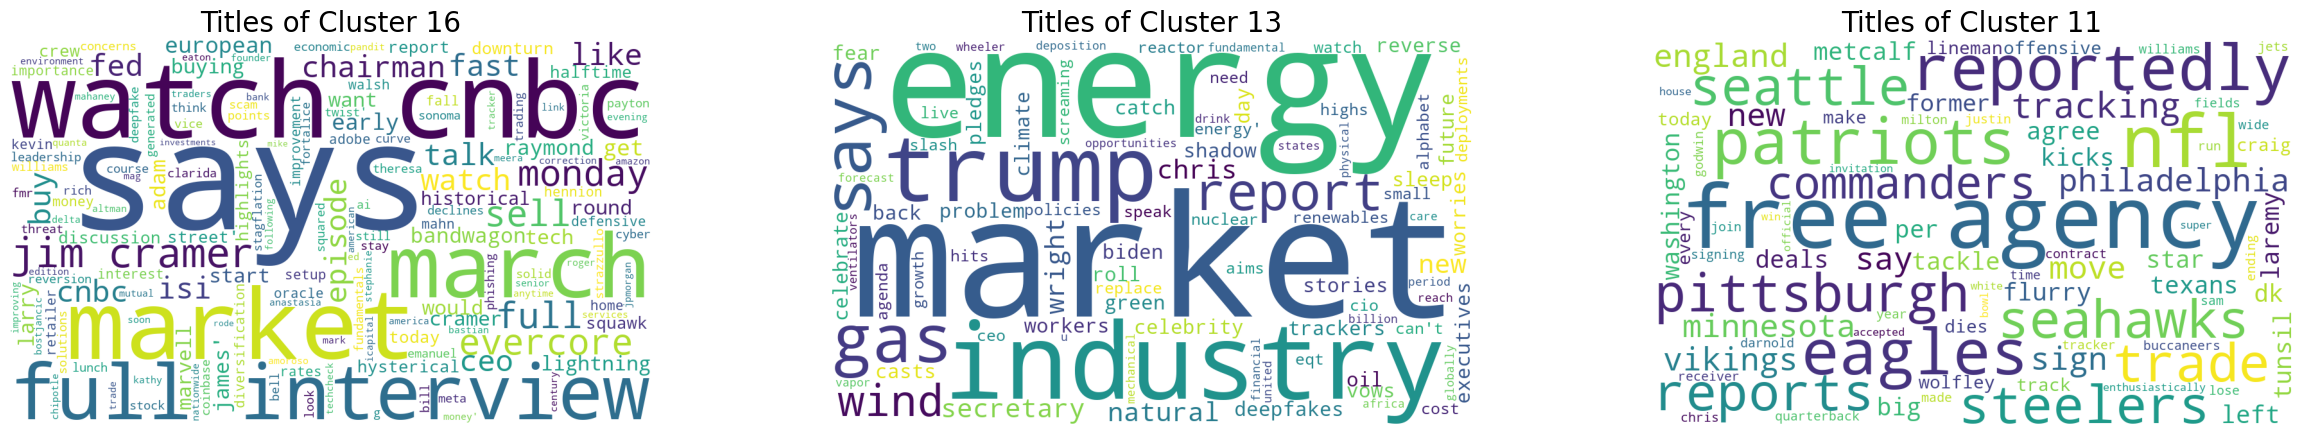 Titles of Cluster 16
crew concerns european economic pandit report downturn like
environment importance fed buying eaton founder chairman fast halftime
watch cnbc
mahaney deepfake generated traders think scam points bank walsh want twist fall sonoma trading link victoria payton evening
kevin vice early adobe curve
leadership quanta investments mike improvement fortalice talk raymond get
williams course mag clarida theresa meera correction amazon
says
adam highlights watch monday
fmr rich money historical hennion
buy delta altman stagflation following squared ai declines sell round
threat discussion street' american still mahn defensive cyber
jim cramer episode stay bandwagon tech
edition interest start setup march solid roger
reversion mutual isi oracle senior phishing strazzullo
improving larry cnbc diversification anastasia stephanie would anytime jpmorgan
retailer soon rode fundamentals america cramer full home services squawk
bostjancic solutions market mark icapital bastian today evercore
lunch marvell amoroso emanuel ceo lightning
chipotle kathy nationwide coinbase james' bell rates techcheck hysterical
trade stock look g bill meta century money'
full interview
Titles of Cluster 13
fear two wheeler deposition reactor fundamental watch reverse
says energy
live pledges screaming catch need day highs
slash climate drink energy' shadow physical alphabet future deployments
trump opportunities states
forecast chris report sleep worries
back problem policies speak nuclear renewables small care
celebrate ventilators wright biden new
market
agenda growth hits roll aims stories cio period
replace green billion reach
gas ceo workers celebrity trackers can't executives
casts u industry eqt oil globally
vapor mechanical financial united vows africa
wind secretary natural deepfakes cost
Titles of Cluster 11
england metcalf lineman offensive williams jets
house seattle reportedly
today new former tracking fields
patriots make milton justin agree nfl wide
washington godwin kicks run craig
invitation
every commanders philadelphia
free agency
join win official per super laremy
signing deals say tackle contract move star ending
pittsburgh time white flurry texans dk
minnesota year accepted dies bowl sam seahawks tunsil
vikings darnold eagles tracker buccaneers
receiver sign trade
reports wolfley track enthusiastically lose
chris quarterback big made steelers left